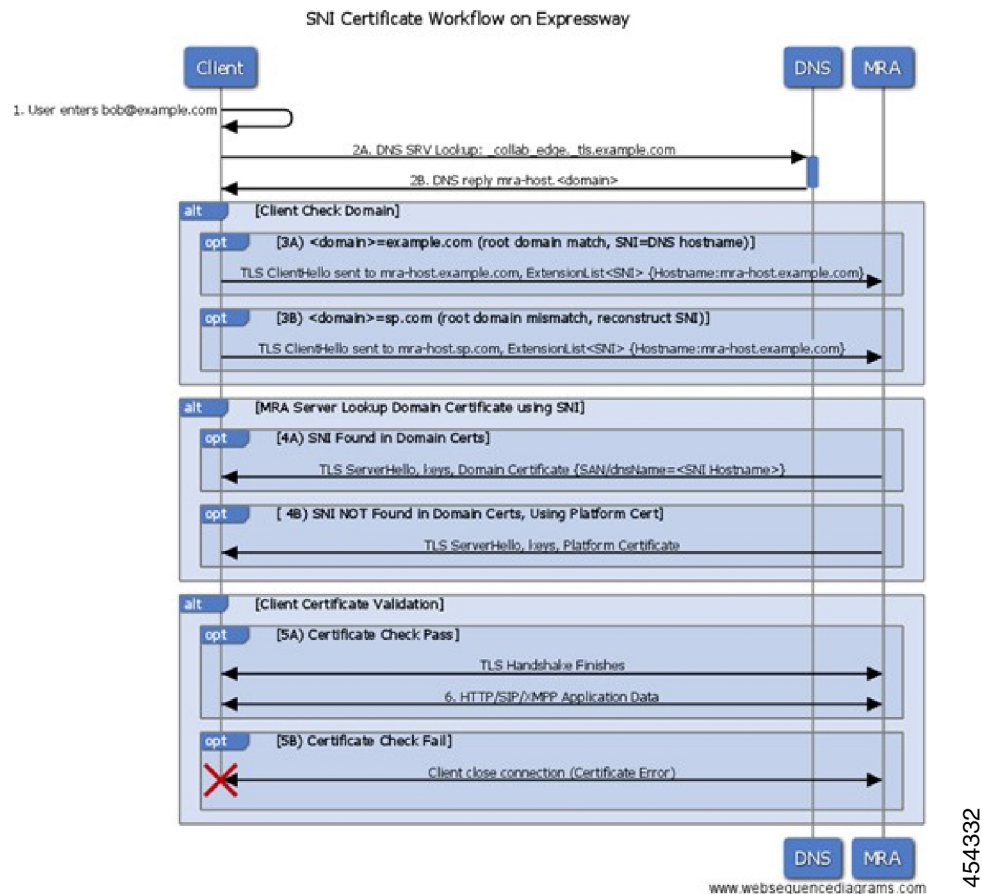 SNI Certificate Workflow on Expressway
Client
DNS
MRA
1. User enters bob@example.com
2A. DNS SRV Lookup: _collab_edge._tls.example.com
2B. DNS reply mra-host.<domain>
alt [Client Check Domain]
opt [3A) <domain>=example.com (root domain match, SNI=DNS hostname)]
TLS ClientHello sent to mra-host.example.com, ExtensionList<SNI> {Hostname:mra-host.example.com}
opt [3B) <domain>=sp.com (root domain mismatch, reconstruct SNI)]
TLS ClientHello sent to mra-host.sp.com, ExtensionList<SNI> {Hostname:mra-host.example.com}
alt [MRA Server Lookup Domain Certificate using SNI]
opt [4A) SNI Found in Domain Certs]
TLS ServerHello, keys, Domain Certificate {SAN/dnsName=<SNI Hostname>}
opt [ 4B) SNI NOT Found in Domain Certs, Using Platform Cert]
TLS ServerHello, keys, Platform Certificate
alt [Client Certificate Validation]
opt [5A) Certificate Check Pass]
TLS Handshake Finishes
6. HTTP/SIP/XMPP Application Data
opt [5B) Certificate Check Fail]
Client close connection (Certificate Error)
DNS
MRA
www.websequencediagrams.com
454332